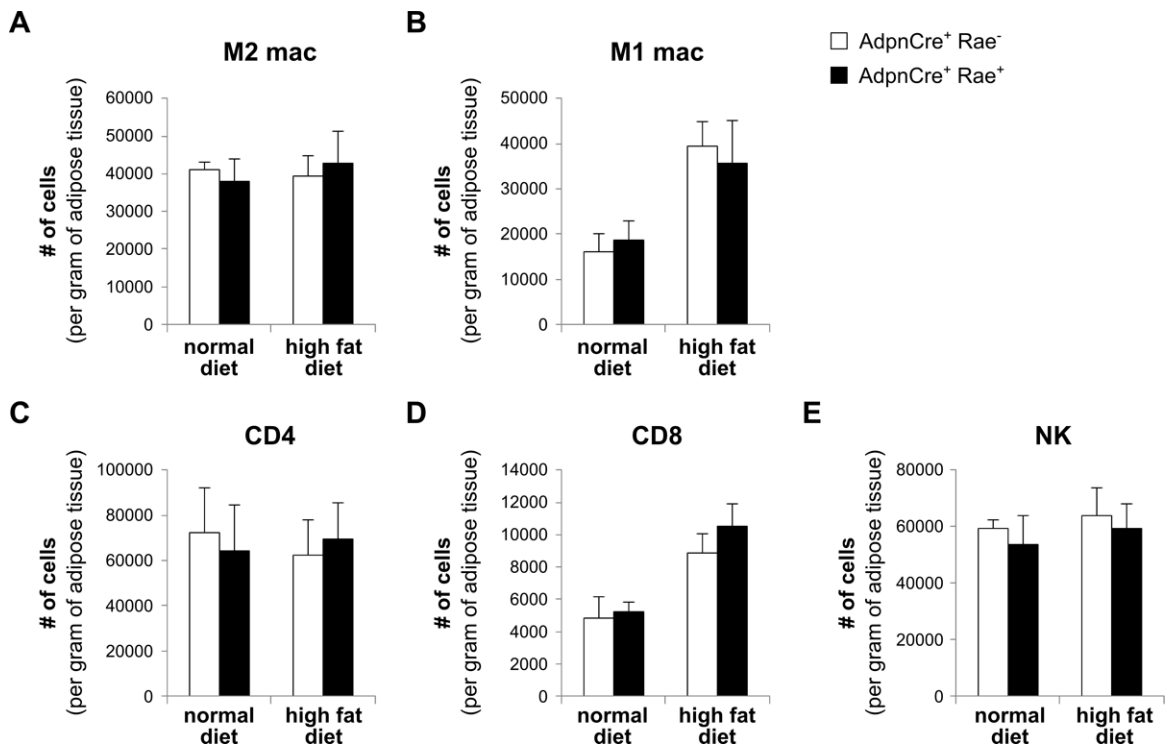 A
M2 mac
# of cells
(per gram of adipose tissue)
60000
50000
40000
30000
20000
10000
0
normal diet
high fat diet
B
M1 mac
# of cells
(per gram of adipose tissue)
50000
40000
30000
20000
10000
0
normal diet
high fat diet
AdpnCre⁺ Rae⁻
AdpnCre⁺ Rae⁺
C
CD4
# of cells
(per gram of adipose tissue)
100000
80000
60000
40000
20000
0
normal
diet
high fat
diet
D
CD8
# of cells
(per gram of adipose tissue)
14000
12000
10000
8000
6000
4000
2000
0
normal
diet
high fat
diet
E
NK
# of cells
(per gram of adipose tissue)
80000
60000
40000
20000
0
normal
diet
high fat
diet